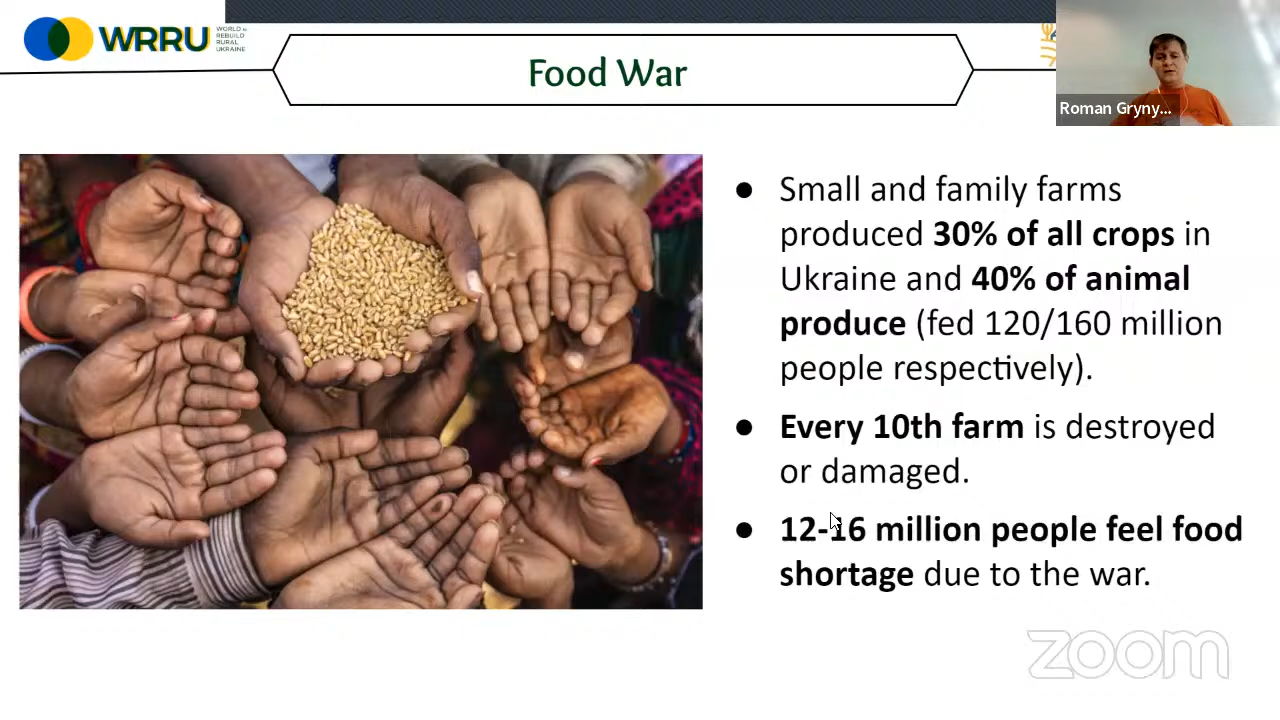 WRRU
WORLD to
REBUILD
RURAL
UKRAINE
Food War
Roman Gryny...
● Small and family farms
produced 30% of all crops in
Ukraine and 40% of animal
produce (fed 120/160 million
people respectively).
● Every 10th farm is destroyed
or damaged.
● 12-16 million people feel food
shortage due to the war.
zoom